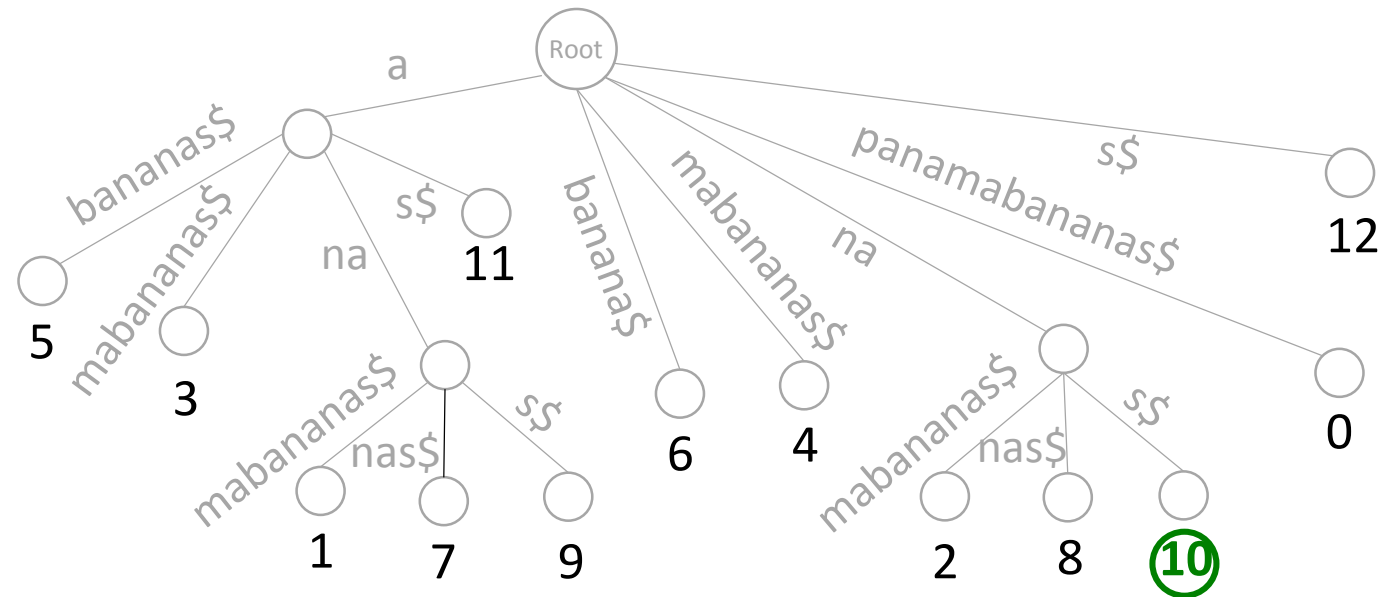 Root
a
bananas$
mabananas$
na
s$
11
5
3
mabananas$
nas$
s$
1
7
9
banana$
6
mabananas$
4
na
mabananas$
nas$
s$
2
8
10
panamabananas$
0
s$
12